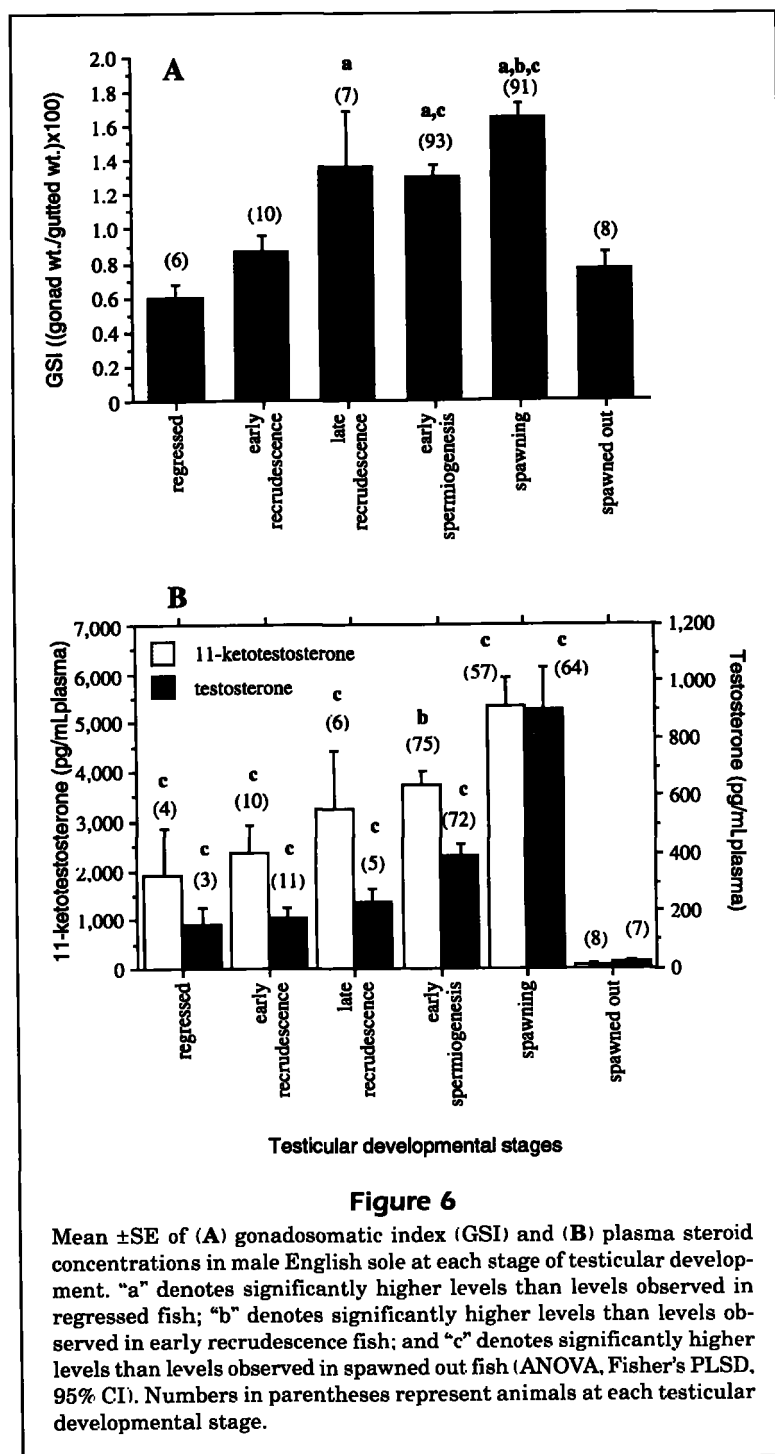 A
GSI ((gonad wt./gutted wt.)x100)
2.0
1.8
1.6
1.4
1.2
1.0
0.8
0.6
0.4
0.2
0
(6)
(10)
a
(7)
a,c
(93)
a,b,c
(91)
(8)
regressed
early
recrudescence
late
recrudescence
early
spermiogenesis
spawning
spawned out
B
11-ketotestosterone (pg/mLplasma)
7,000
6,000
5,000
4,000
3,000
2,000
1,000
0
11-ketotestosterone
testosterone
c
(4)
c
(3)
c
(10)
c
(11)
c
(6)
c
(5)
b
(75)
c
(72)
c
(57)
c
(64)
(8)
(7)
1,200
1,000
800
600
400
200
0
Testosterone (pg/mLplasma)
regressed
early
recrudescence
late
recrudescence
early
spermiogenesis
spawning
spawned out
Testicular developmental stages
Figure 6
Mean ±SE of (A) gonadosomatic index (GSI) and (B) plasma steroid
concentrations in male English sole at each stage of testicular develop-
ment. "a" denotes significantly higher levels than levels observed in
regressed fish; "b" denotes significantly higher levels than levels ob-
served in early recrudescence fish; and "c" denotes significantly higher
levels than levels observed in spawned out fish (ANOVA, Fisher's PLSD,
95% CI). Numbers in parentheses represent animals at each testicular
developmental stage.